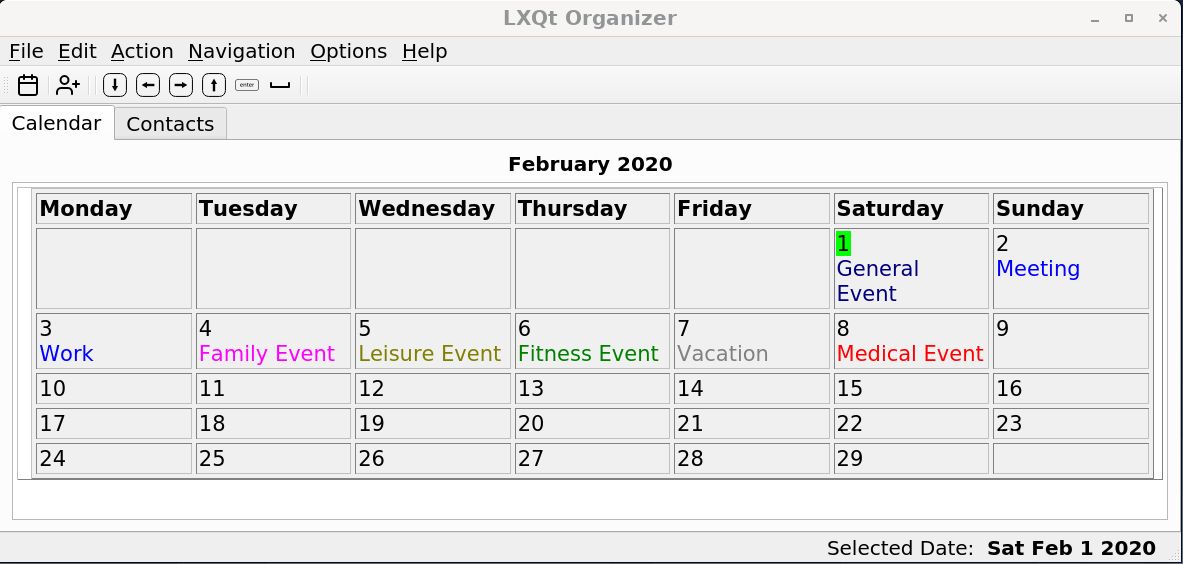 LXQt Organizer
File Edit Action Navigation Options Help
enter
Calendar Contacts
February 2020
Monday Tuesday Wednesday Thursday Friday Saturday Sunday
1 2
General Meeting
Event
3 4 5 6 7 8 9
Work Family Event Leisure Event Fitness Event Vacation Medical Event
10 11 12 13 14 15 16
17 18 19 20 21 22 23
24 25 26 27 28 29
Selected Date: Sat Feb 1 2020